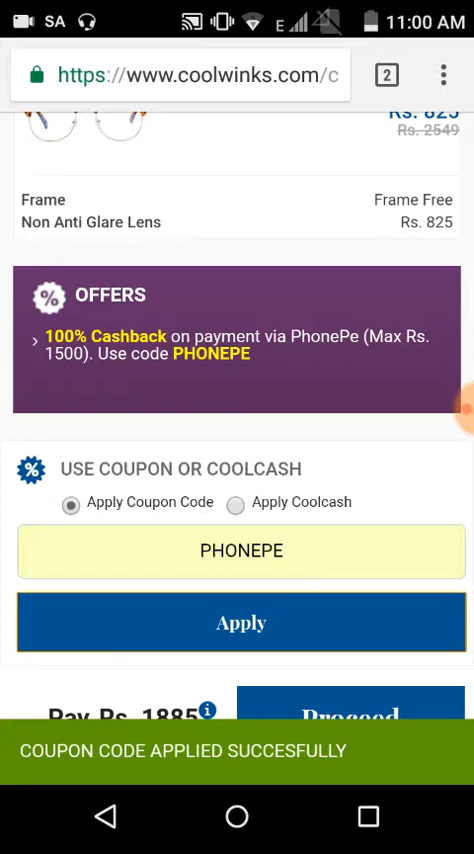 SA
E
11:00 AM
https://www.coolwinks.com/c
2
Rs. 825
Rs. 2549
Frame
Frame Free
Non Anti Glare Lens
Rs. 825
% OFFERS
› 100% Cashback on payment via PhonePe (Max Rs.
1500). Use code PHONEPE
% USE COUPON OR COOLCASH
Apply Coupon Code
Apply Coolcash
PHONEPE
Apply
Pay Rs. 1885 i
Proceed
COUPON CODE APPLIED SUCCESFULLY